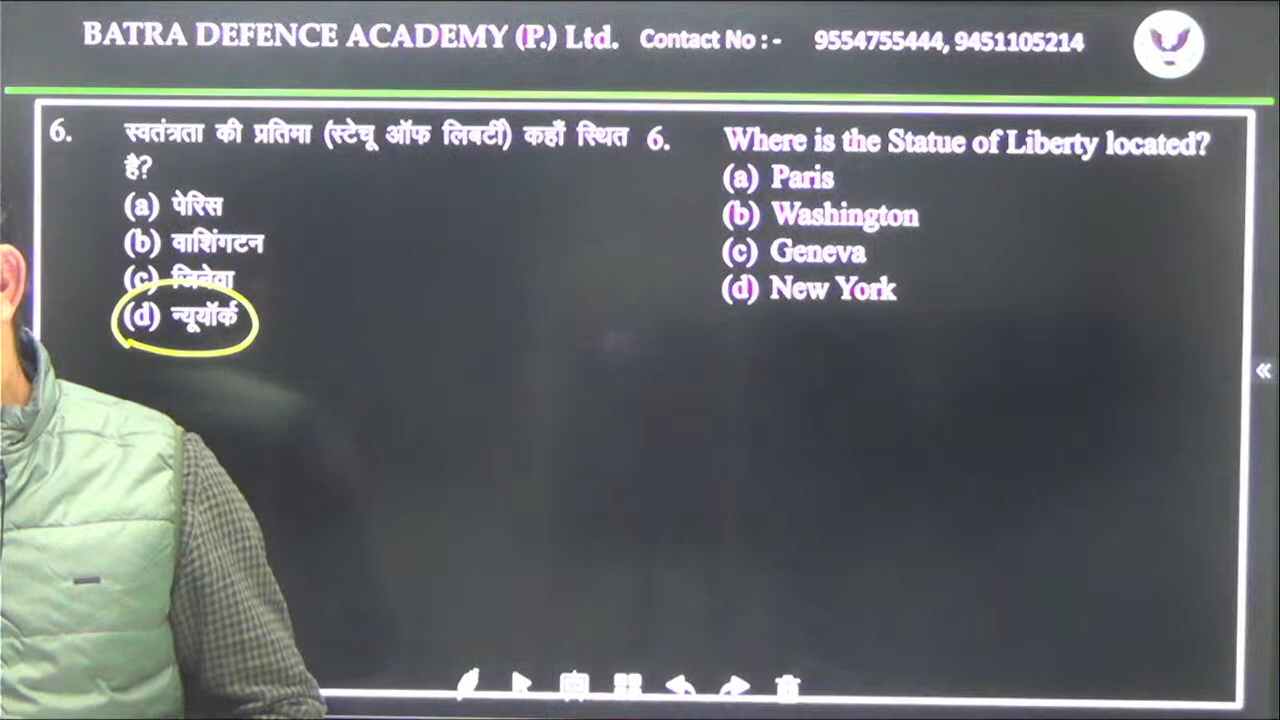 BATRA DEFENCE ACADEMY (P.) Ltd. Contact No : - 9554755444, 9451105214
6. स्वतंत्रता की प्रतिमा (स्टेचू ऑफ लिबर्टी) कहाँ स्थित
है?
(a) पेरिस
(b) वाशिंगटन
(c) जिनेवा
(d) न्यूयॉर्क
6. Where is the Statue of Liberty located?
(a) Paris
(b) Washington
(c) Geneva
(d) New York